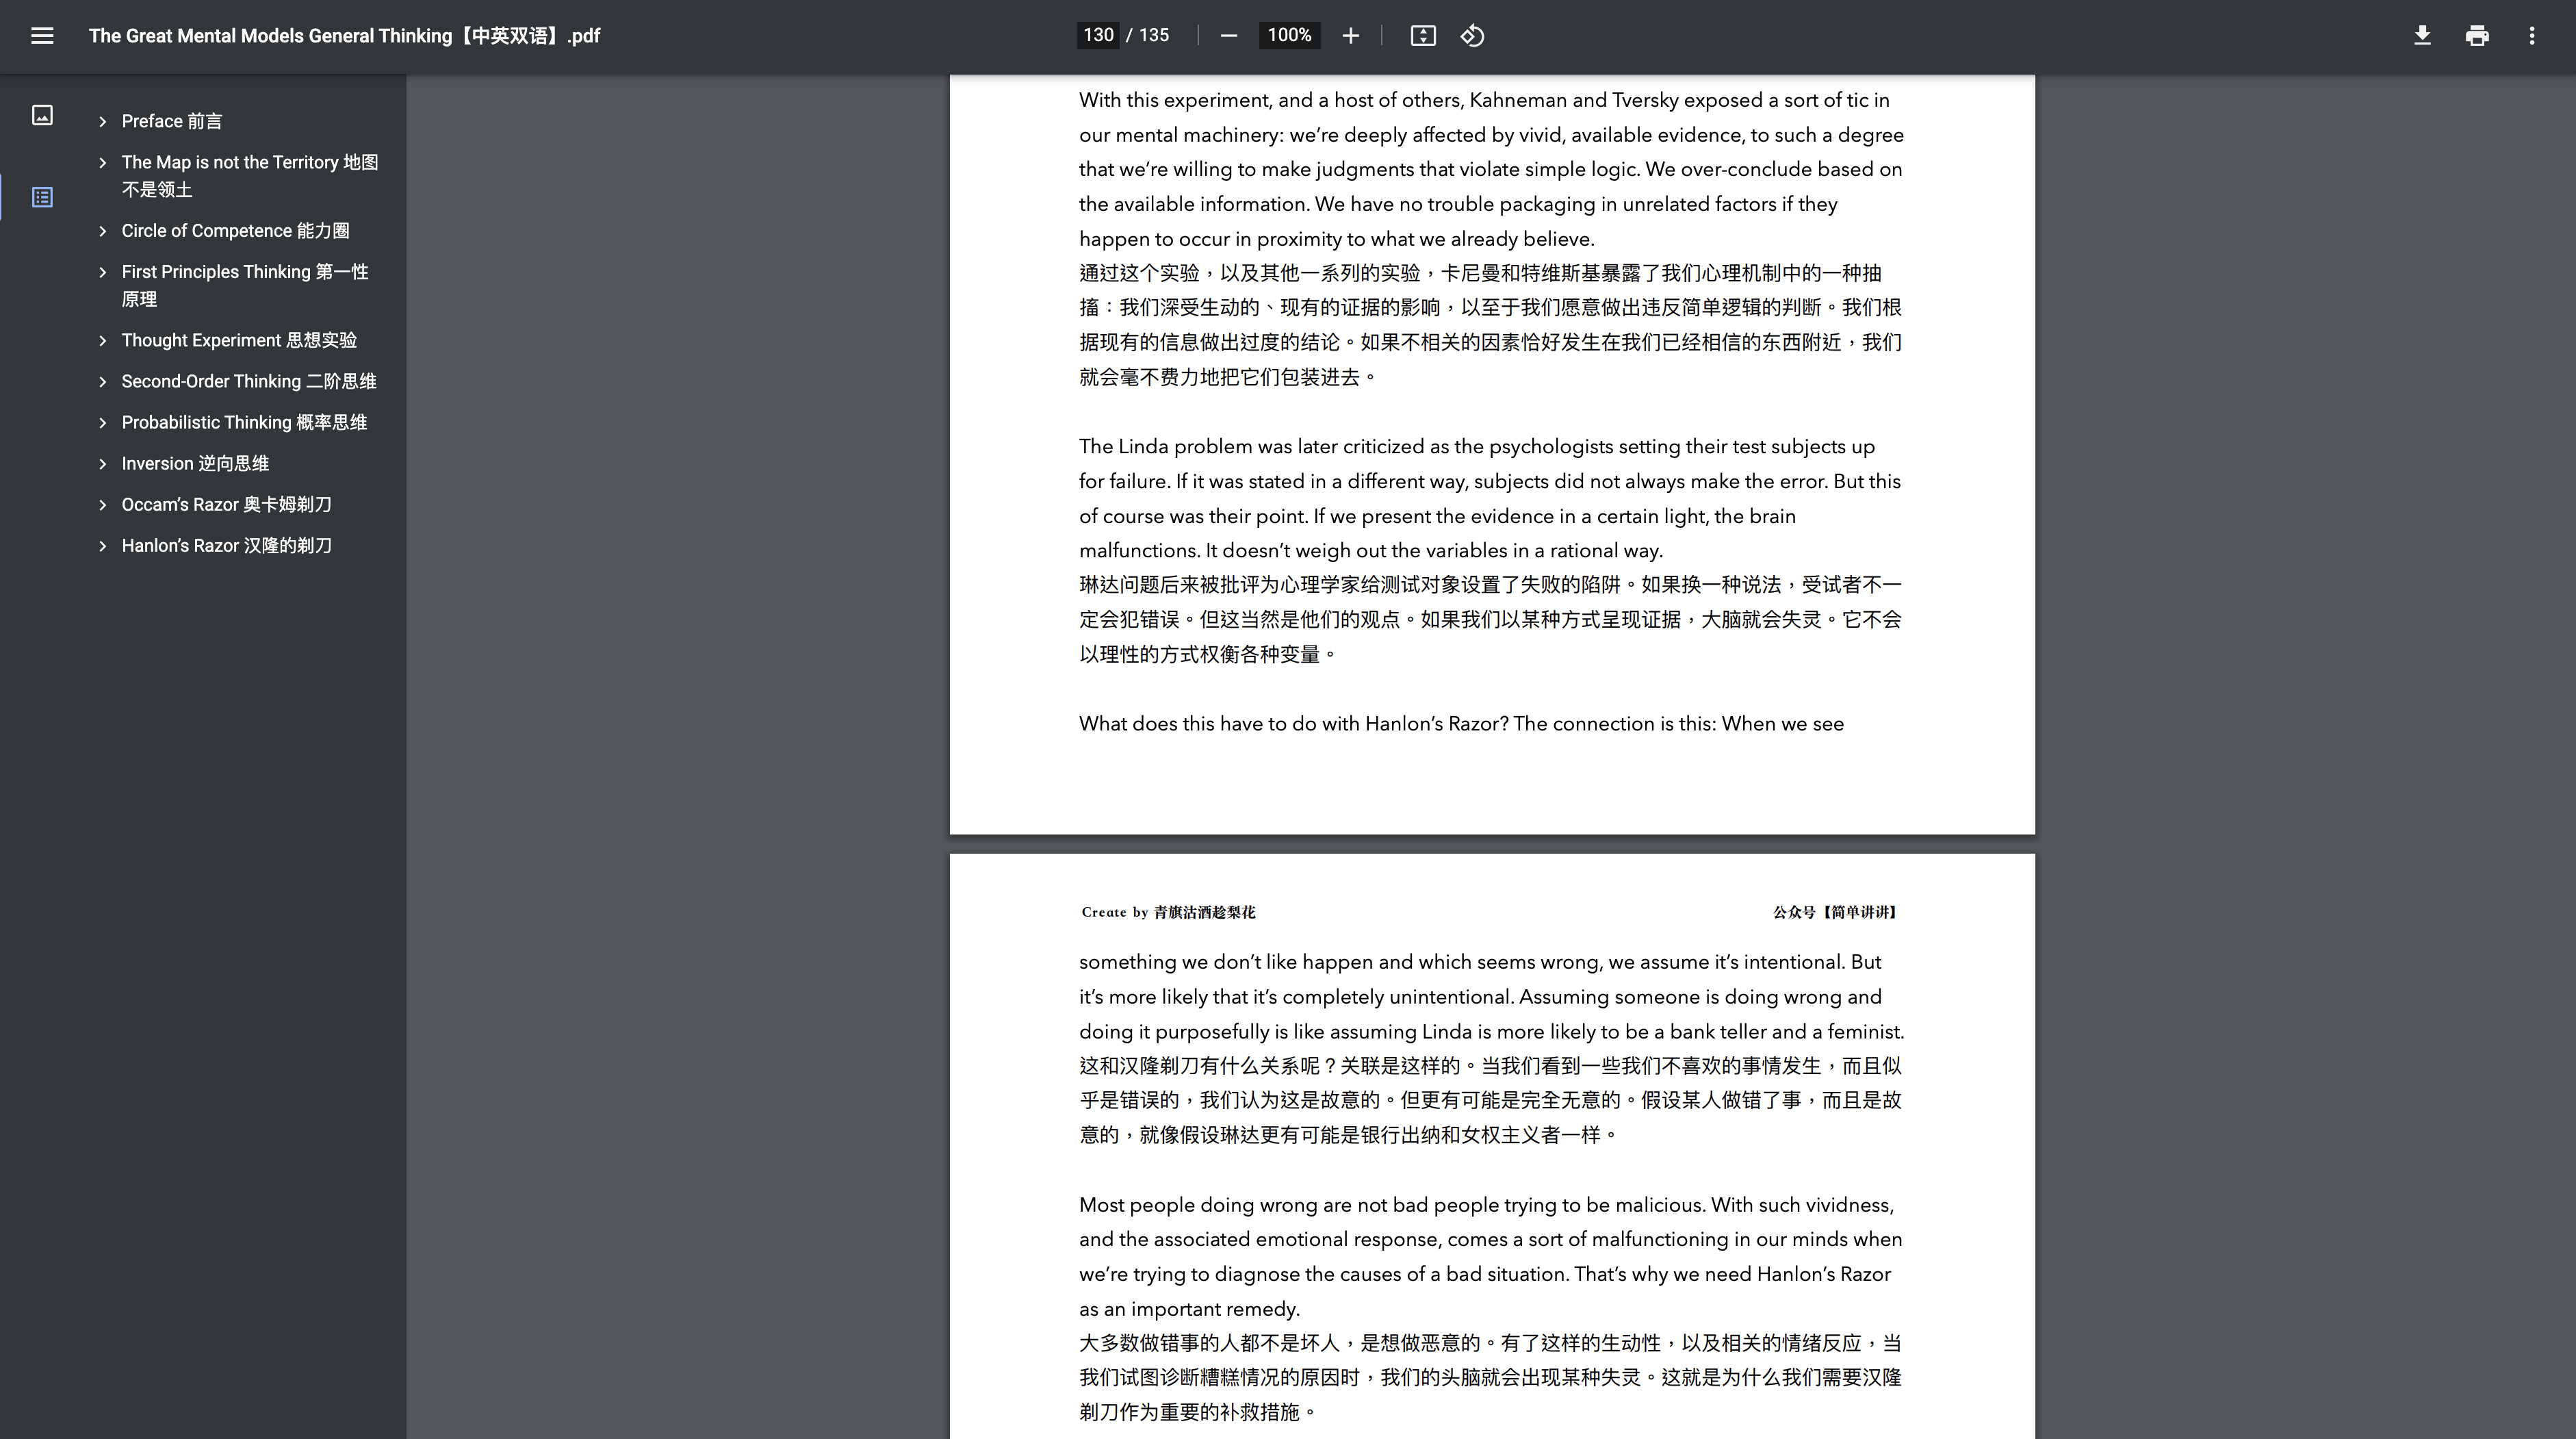 The Great Mental Models General Thinking【中英双语】.pdf
130 / 135
100%
Preface 前言
The Map is not the Territory 地图
不是领土
Circle of Competence 能力圈
First Principles Thinking 第一性
原理
Thought Experiment 思想实验
Second-Order Thinking 二阶思维
Probabilistic Thinking 概率思维
Inversion 逆向思维
Occam’s Razor 奥卡姆剃刀
Hanlon’s Razor 汉隆的剃刀
With this experiment, and a host of others, Kahneman and Tversky exposed a sort of tic in
our mental machinery: we’re deeply affected by vivid, available evidence, to such a degree
that we’re willing to make judgments that violate simple logic. We over-conclude based on
the available information. We have no trouble packaging in unrelated factors if they
happen to occur in proximity to what we already believe.
通过这个实验，以及其他一系列的实验，卡尼曼和特维斯基暴露了我们心理机制中的一种抽
搐：我们深受生动的、现有的证据的影响，以至于我们愿意做出违反简单逻辑的判断。我们根
据现有的信息做出过度的结论。如果不相关的因素恰好发生在我们已经相信的东西附近，我们
就会毫不费力地把它们包装进去。
The Linda problem was later criticized as the psychologists setting their test subjects up
for failure. If it was stated in a different way, subjects did not always make the error. But this
of course was their point. If we present the evidence in a certain light, the brain
malfunctions. It doesn’t weigh out the variables in a rational way.
琳达问题后来被批评为心理学家给测试对象设置了失败的陷阱。如果换一种说法，受试者不一
定会犯错误。但这当然是他们的观点。如果我们以某种方式呈现证据，大脑就会失灵。它不会
以理性的方式权衡各种变量。
What does this have to do with Hanlon’s Razor? The connection is this: When we see
Create by 青旗沽酒趁梨花
公众号【简单讲讲】
something we don’t like happen and which seems wrong, we assume it’s intentional. But
it’s more likely that it’s completely unintentional. Assuming someone is doing wrong and
doing it purposefully is like assuming Linda is more likely to be a bank teller and a feminist.
这和汉隆剃刀有什么关系呢？关联是这样的。当我们看到一些我们不喜欢的事情发生，而且似
乎是错误的，我们认为这是故意的。但更有可能是完全无意的。假设某人做错了事，而且是故
意的，就像假设琳达更有可能是银行出纳和女权主义者一样。
Most people doing wrong are not bad people trying to be malicious. With such vividness,
and the associated emotional response, comes a sort of malfunctioning in our minds when
we’re trying to diagnose the causes of a bad situation. That’s why we need Hanlon’s Razor
as an important remedy.
大多数做错事的人都不是坏人，是想做恶意的。有了这样的生动性，以及相关的情绪反应，当
我们试图诊断糟糕情况的原因时，我们的头脑就会出现某种失灵。这就是为什么我们需要汉隆
剃刀作为重要的补救措施。